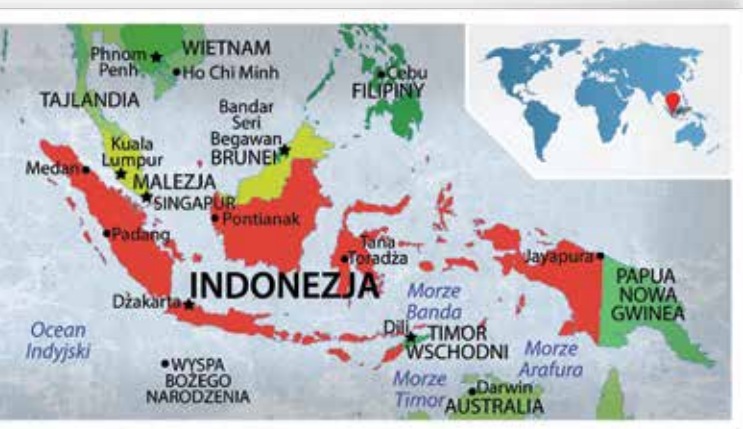 WIETNAM
Phnom
Penh
Ho Chi Minh
Cebu
FILIPINY
TAJLANDIA
Bandar
Seri
Begawan
BRUNEI
Kuala
Lumpur
Medan
MALEZJA
SINGAPUR
Pontianak
Padang
Tana
Toradża
Jayapura
INDONEZJA
PAPUA
NOWA
GWINEA
Dżakarta
Morze
Banda
Ocean
Indyjski
Dili
TIMOR
WSCHODNI
Morze
Arafura
WYSPA
BOŻEGO
NARODZENIA
Morze
Timor
Darwin
AUSTRALIA